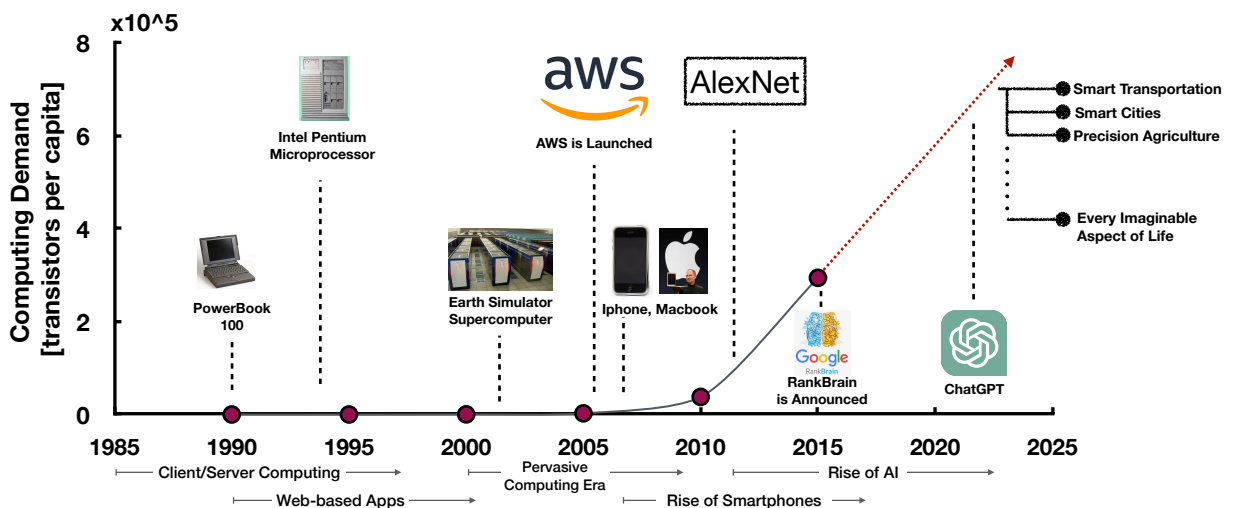 x10^5
8
6
4
2
0
Computing Demand
[transistors per capita]
PowerBook
100
Intel Pentium
Microprocessor
Earth Simulator
Supercomputer
aws
AWS is Launched
Iphone, Macbook
AlexNet
Google
RankBrain
RankBrain
is Announced
ChatGPT
Smart Transportation
Smart Cities
Precision Agriculture
Every Imaginable
Aspect of Life
1985
1990
1995
2000
2005
2010
2015
2020
2025
Client/Server Computing
Web-based Apps
Pervasive
Computing Era
Rise of Smartphones
Rise of AI